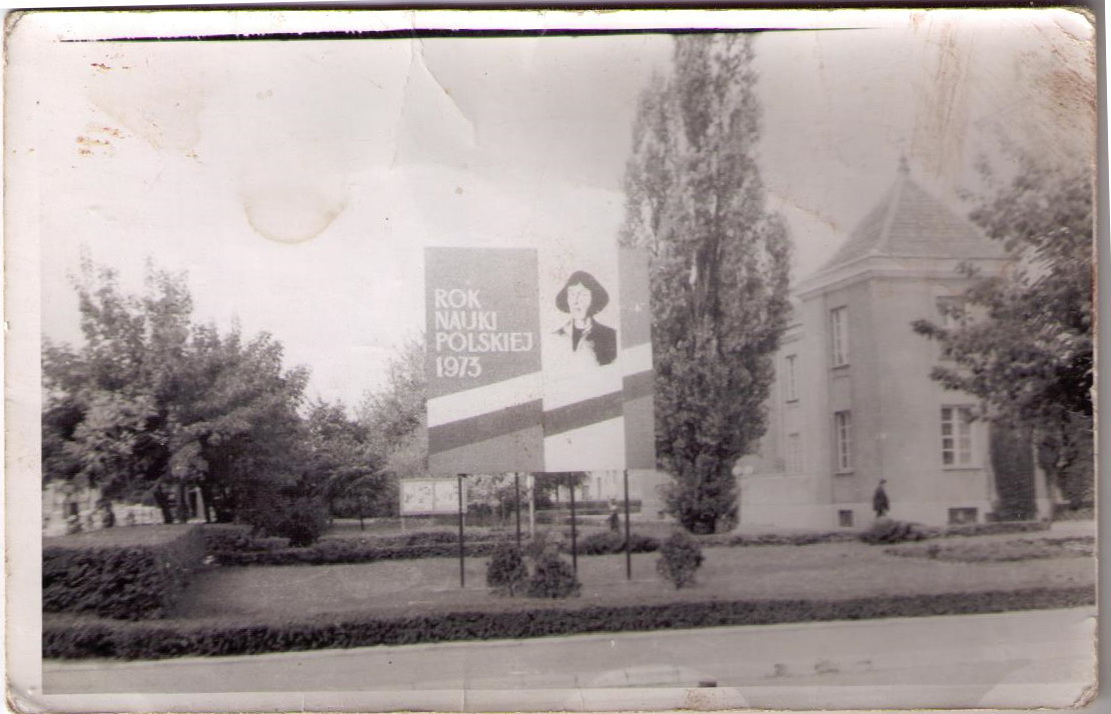 ROK
NAUKI
POLSKIEJ
1973